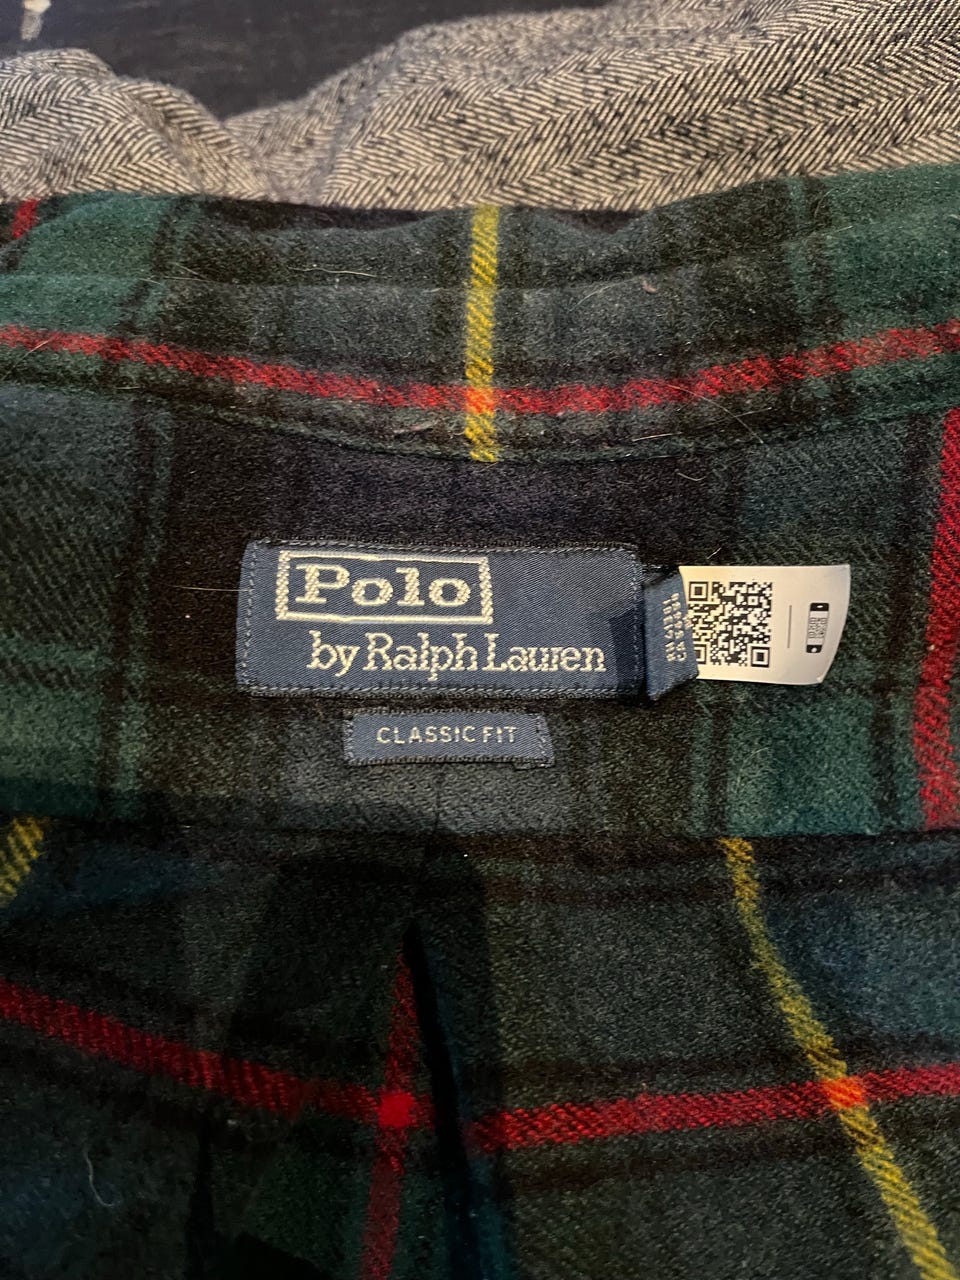 Polo
by Ralph Lauren
CLASSIC FIT